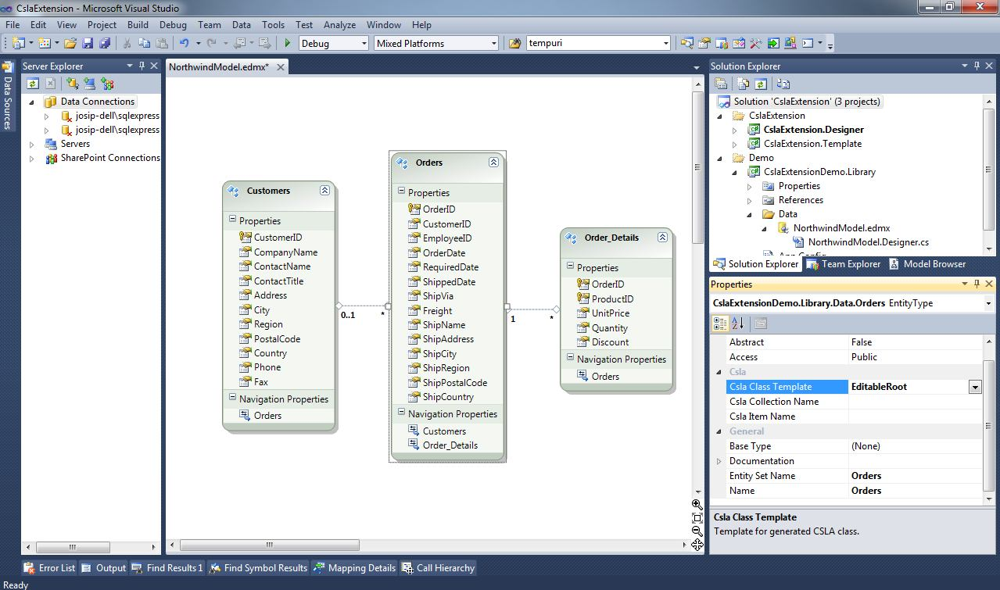 CslaExtension - Microsoft Visual Studio
File Edit View Project Build Debug Team Data Tools Test Analyze Window Help
Debug Mixed Platforms tempuri
Data Sources
Server Explorer
Data Connections
josip-dell\sqlexpress
josip-dell\sqlexpress
Servers
SharePoint Connections
NorthwindModel.edmx*
Customers
Properties
CustomerID
CompanyName
ContactName
ContactTitle
Address
City
Region
PostalCode
Country
Phone
Fax
Navigation Properties
Orders
0..1
*
Orders
Properties
OrderID
CustomerID
EmployeeID
OrderDate
RequiredDate
ShippedDate
ShipVia
Freight
ShipName
ShipAddress
ShipCity
ShipRegion
ShipPostalCode
ShipCountry
Navigation Properties
Customers
Order_Details
1
*
Order_Details
Properties
OrderID
ProductID
UnitPrice
Quantity
Discount
Navigation Properties
Orders
Solution Explorer
Solution 'CslaExtension' (3 projects)
CslaExtension
CslaExtension.Designer
CslaExtension.Template
Demo
CslaExtensionDemo.Library
Properties
References
Data
NorthwindModel.edmx
NorthwindModel.Designer.cs
App.Config
Solution Explorer Team Explorer Model Browser
Properties
CslaExtensionDemo.Library.Data.Orders EntityType
Abstract False
Access Public
Csla
Csla Class Template EditableRoot
Csla Collection Name
Csla Item Name
General
Base Type (None)
Documentation
Entity Set Name Orders
Name Orders
Csla Class Template
Template for generated CSLA class.
Error List Output Find Results 1 Find Symbol Results Mapping Details Call Hierarchy
Ready